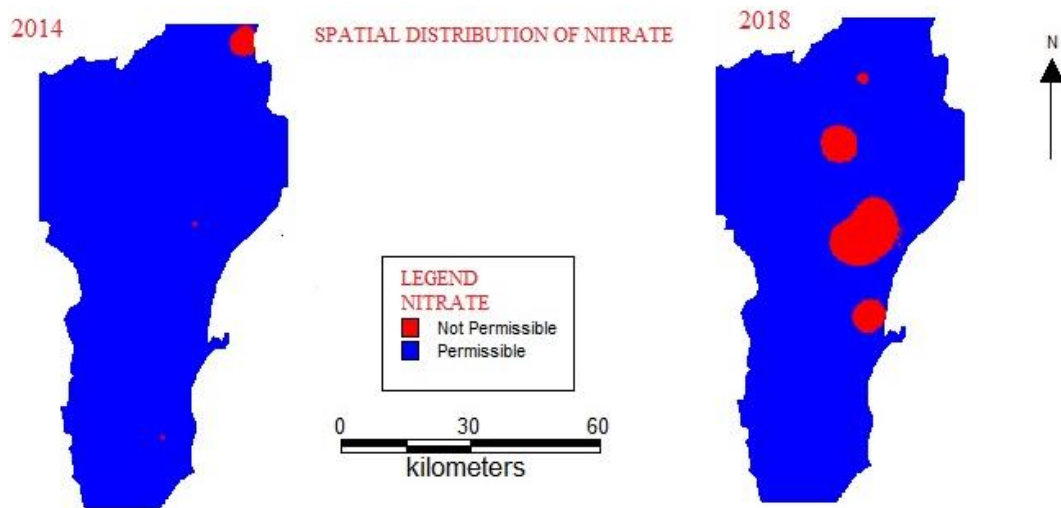 2014
SPATIAL DISTRIBUTION OF NITRATE
2018
N
LEGEND
NITRATE
Not Permissible
Permissible
0 30 60
kilometers